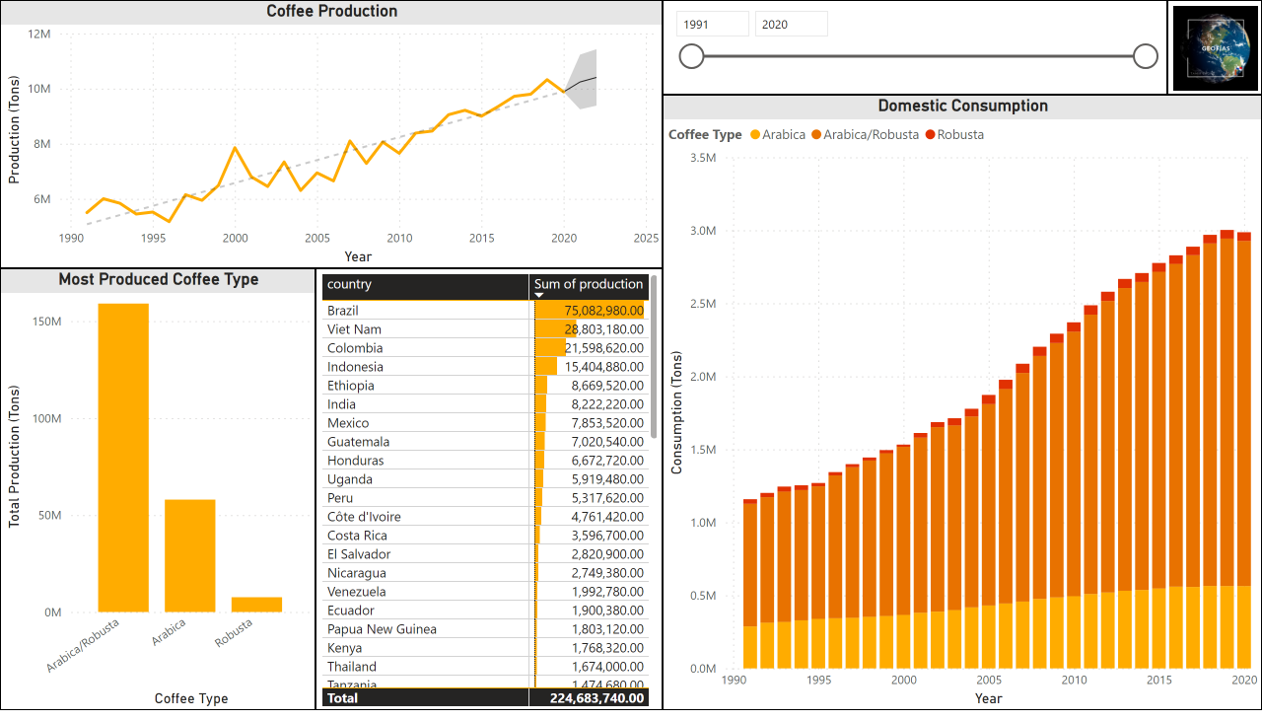 Coffee Production
12M
10M
8M
6M
Production (Tons)
1990 1995 2000 2005 2010 2015 2020 2025
Year
1991 2020
GEOFIAS
Most Produced Coffee Type
150M
100M
50M
0M
Total Production (Tons)
Arabica/Robusta Arabica Robusta
Coffee Type
country Sum of production
Brazil 75,082,980.00
Viet Nam 28,803,180.00
Colombia 21,598,620.00
Indonesia 15,404,880.00
Ethiopia 8,669,520.00
India 8,222,220.00
Mexico 7,853,520.00
Guatemala 7,020,540.00
Honduras 6,672,720.00
Uganda 5,919,480.00
Peru 5,317,620.00
Côte d'Ivoire 4,761,420.00
Costa Rica 3,596,700.00
El Salvador 2,820,900.00
Nicaragua 2,749,380.00
Venezuela 1,992,780.00
Ecuador 1,900,380.00
Papua New Guinea 1,803,120.00
Kenya 1,768,320.00
Thailand 1,674,000.00
Tanzania 1,474,680.00
Total 224,683,740.00
Domestic Consumption
Coffee Type Arabica Arabica/Robusta Robusta
3.5M
3.0M
2.5M
2.0M
1.5M
1.0M
0.5M
0.0M
Consumption (Tons)
1990 1995 2000 2005 2010 2015 2020
Year